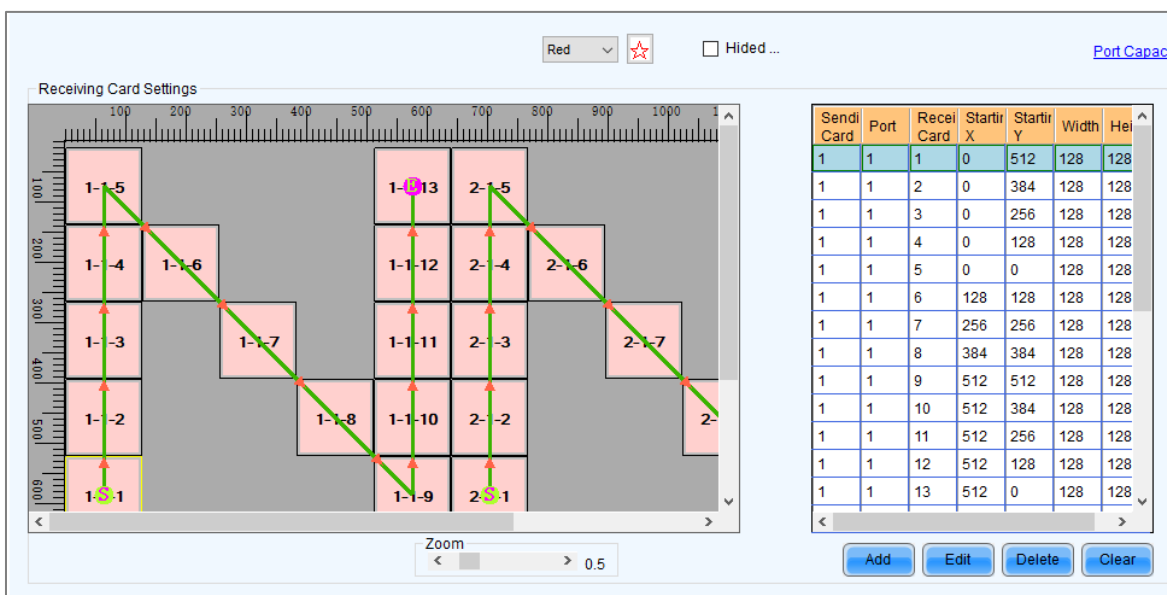 Red
Hided ...
Port Capac
Receiving Card Settings
100 200 300 400 500 600 700 800 900 1000 1
100
200
300
400
500
600
1-1-5 1-1-13 2-1-5
1-1-4 1-1-6 1-1-12 2-1-4 2-1-6
1-1-3 1-1-7 1-1-11 2-1-3 2-1-7
1-1-2 1-1-8 1-1-10 2-1-2 2-
1-1-1 1-1-9 2-1-1
S E S
Sendi Card Port Recei Card Startir X Startir Y Width Hei
1 1 1 0 512 128 128
1 1 2 0 384 128 128
1 1 3 0 256 128 128
1 1 4 0 128 128 128
1 1 5 0 0 128 128
1 1 6 128 128 128 128
1 1 7 256 256 128 128
1 1 8 384 384 128 128
1 1 9 512 512 128 128
1 1 10 512 384 128 128
1 1 11 512 256 128 128
1 1 12 512 128 128 128
1 1 13 512 0 128 128
Zoom
0.5
Add Edit Delete Clear